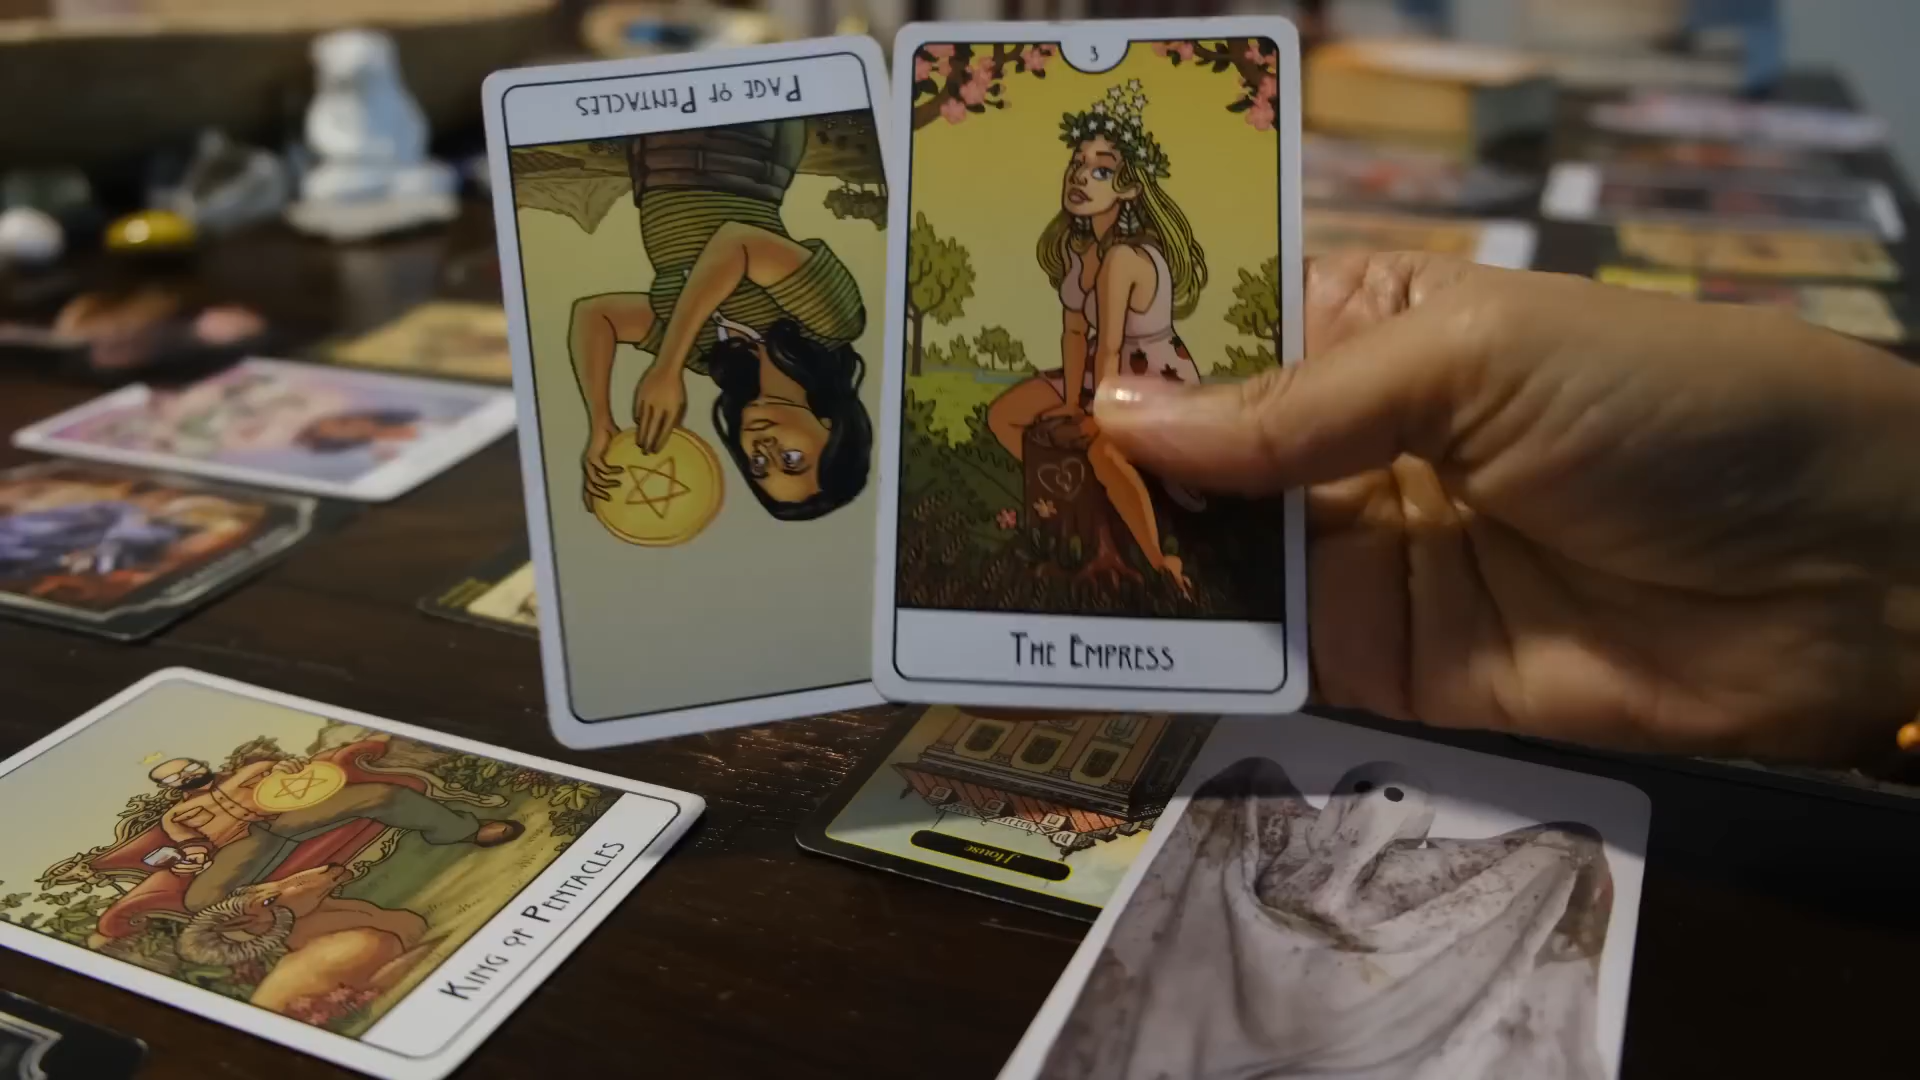 PAGE OF PENTACLES
3
THE EMPRESS
House
KING OF PENTACLES